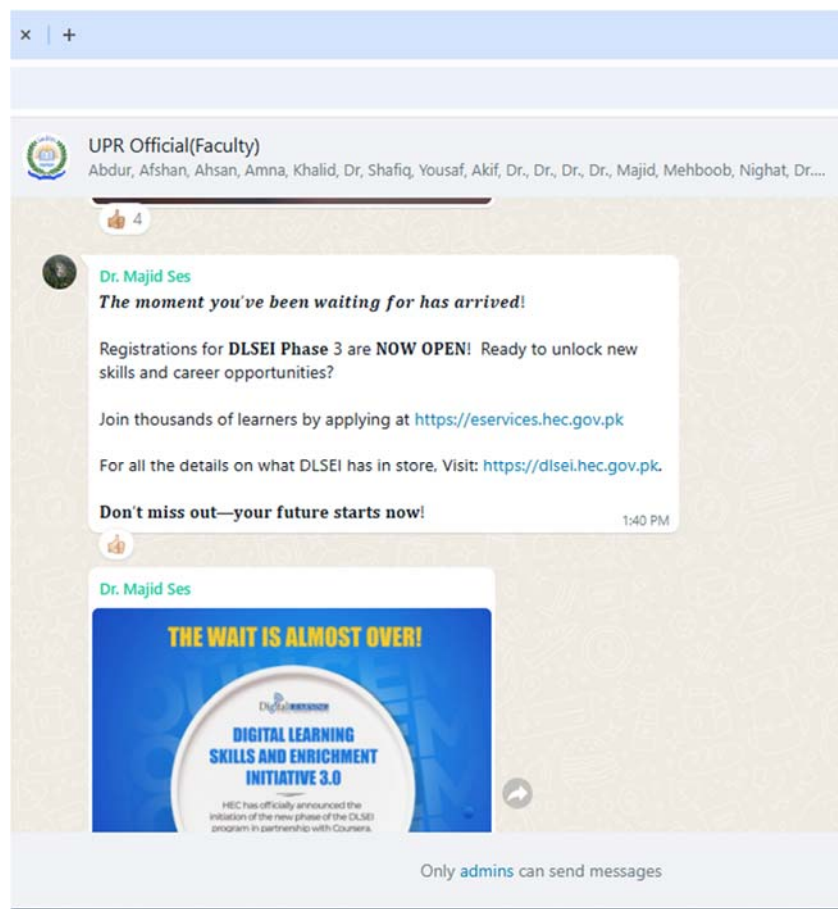 UPR Official(Faculty)
Abdur, Afshan, Ahsan, Amna, Khalid, Dr, Shafiq, Yousaf, Akif, Dr., Dr., Dr., Dr., Majid, Mehboob, Nighat, Dr....
4
Dr. Majid Ses
The moment you've been waiting for has arrived!
Registrations for DLSEI Phase 3 are NOW OPEN! Ready to unlock new
skills and career opportunities?
Join thousands of learners by applying at https://eservices.hec.gov.pk
For all the details on what DLSEI has in store, Visit: https://dlsei.hec.gov.pk.
Don't miss out—your future starts now!
1:40 PM
Dr. Majid Ses
THE WAIT IS ALMOST OVER!
Digital LEARNING
DIGITAL LEARNING
SKILLS AND ENRICHMENT
INITIATIVE 3.0
HEC has officially announced the
initiation of the new phase of the DLSEI
program in partnership with Coursera.
Only admins can send messages